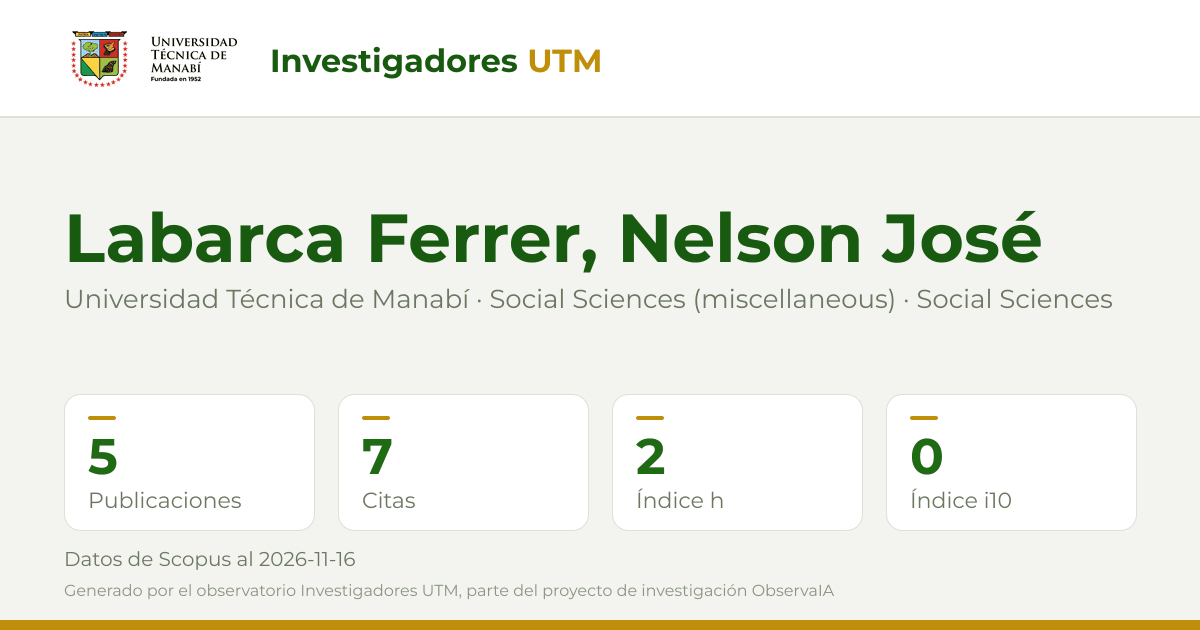 UNIVERSIDAD
TÉCNICA DE
MANABÍ
Fundada en 1952
Investigadores UTM
Labarca Ferrer, Nelson José
Universidad Técnica de Manabí · Social Sciences (miscellaneous) · Social Sciences
5
Publicaciones
7
Citas
2
Índice h
0
Índice i10
Datos de Scopus al 2026-11-16
Generado por el observatorio Investigadores UTM, parte del proyecto de investigación ObservaIA